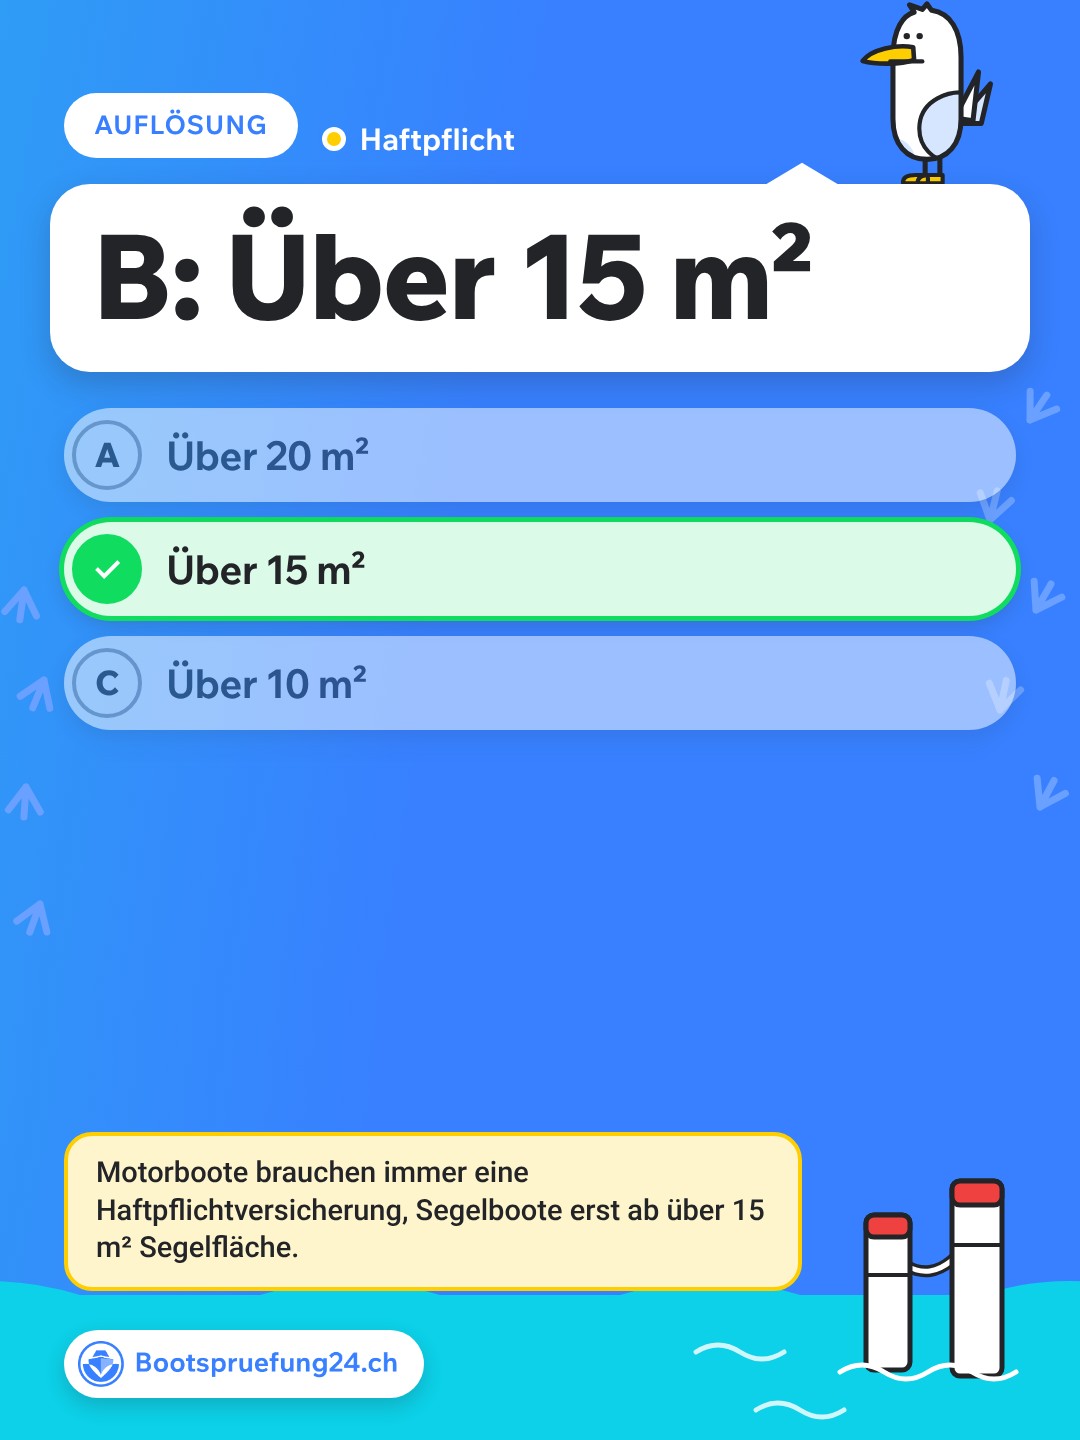 AUFLÖSUNG
Haftpflicht
B: Über 15 m²
A Über 20 m²
Über 15 m²
C Über 10 m²
Motorboote brauchen immer eine
Haftpflichtversicherung, Segelboote erst ab über 15
m² Segelfläche.
Bootspruefung24.ch